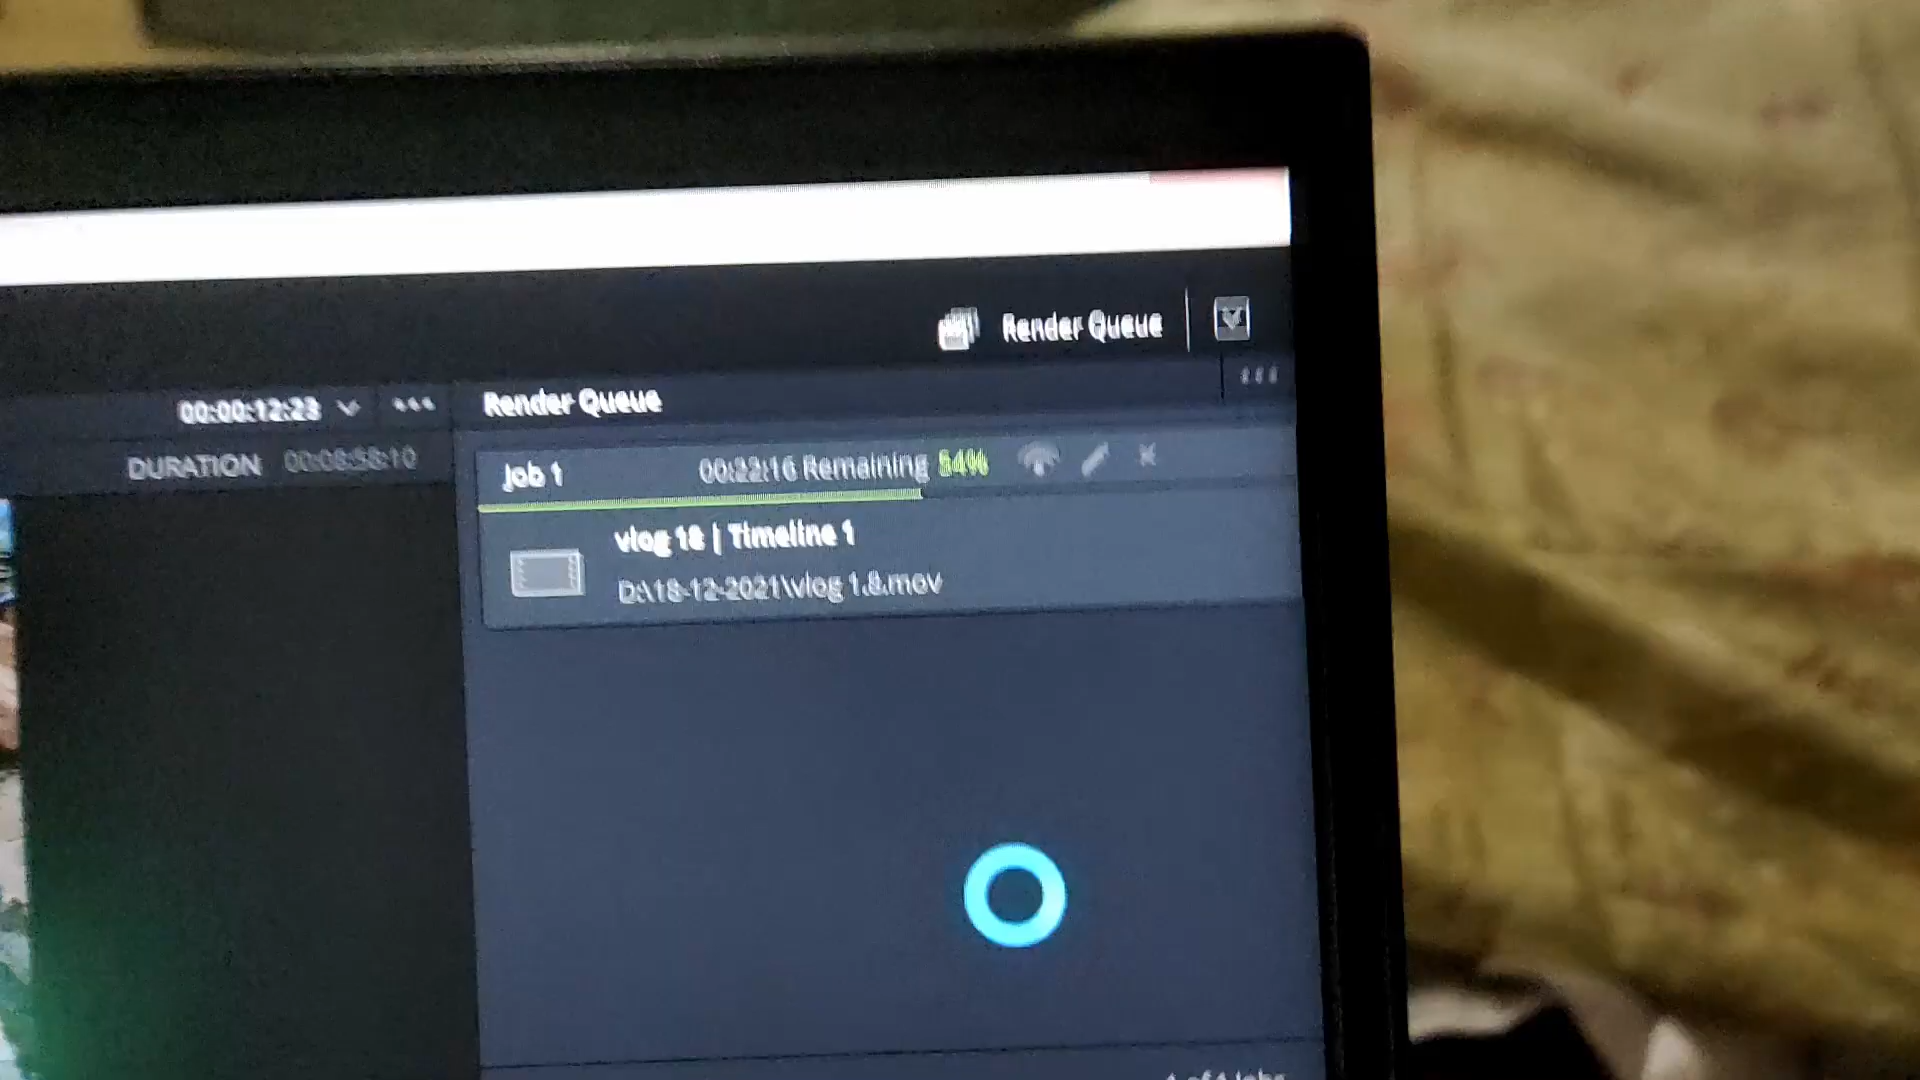 Render Queue
00:00:12:23
Render Queue
DURATION 00:08:58:10
Job 1 00:22:16 Remaining 54%
vlog 18 | Timeline 1
D:\18-12-2021\vlog 1.8.mov